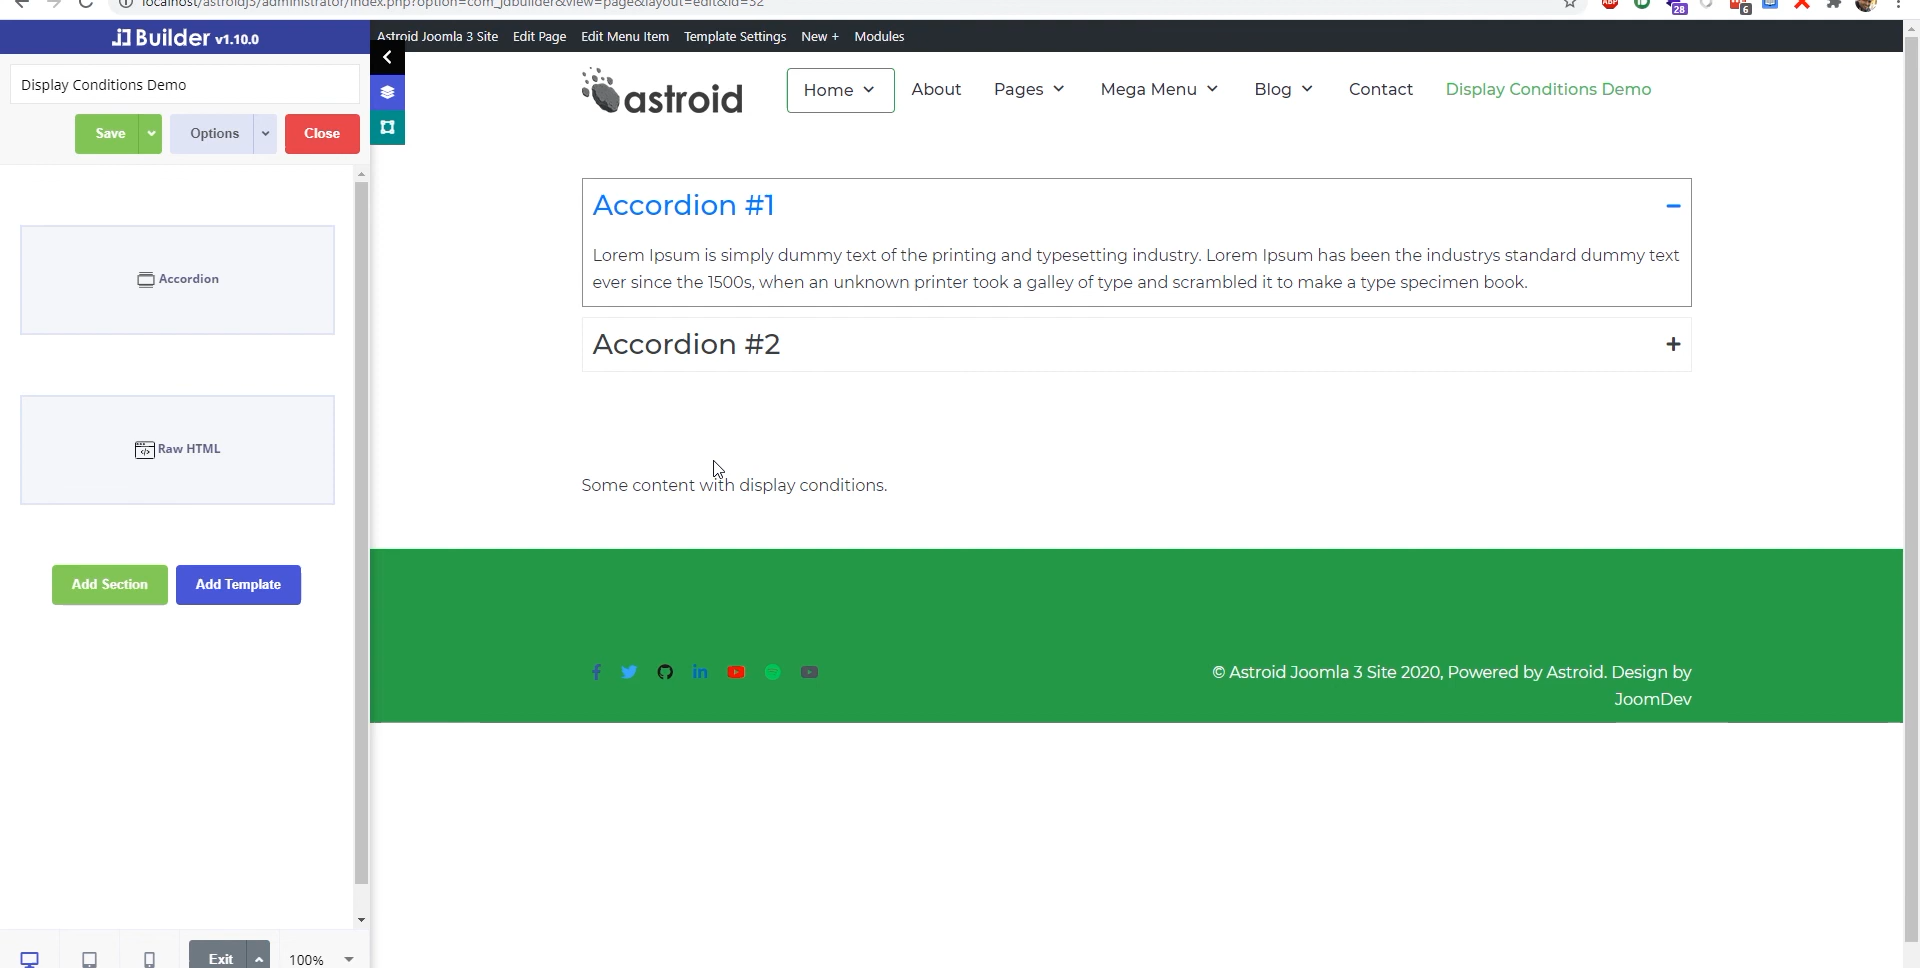 localhost/astroidj3/administrator/index.php?option=com_jdbuilder&view=page&layout=edit&id=32
ABP
28
6
Builder v1.10.0
Display Conditions Demo
Save
Options
Close
Accordion
Raw HTML
Add Section
Add Template
Exit
100%
Astroid Joomla 3 Site
Edit Page
Edit Menu Item
Template Settings
New +
Modules
astroid
Home
About
Pages
Mega Menu
Blog
Contact
Display Conditions Demo
Accordion #1
Lorem Ipsum is simply dummy text of the printing and typesetting industry. Lorem Ipsum has been the industrys standard dummy text
ever since the 1500s, when an unknown printer took a galley of type and scrambled it to make a type specimen book.
Accordion #2
Some content with display conditions.
© Astroid Joomla 3 Site 2020, Powered by Astroid. Design by
JoomDev